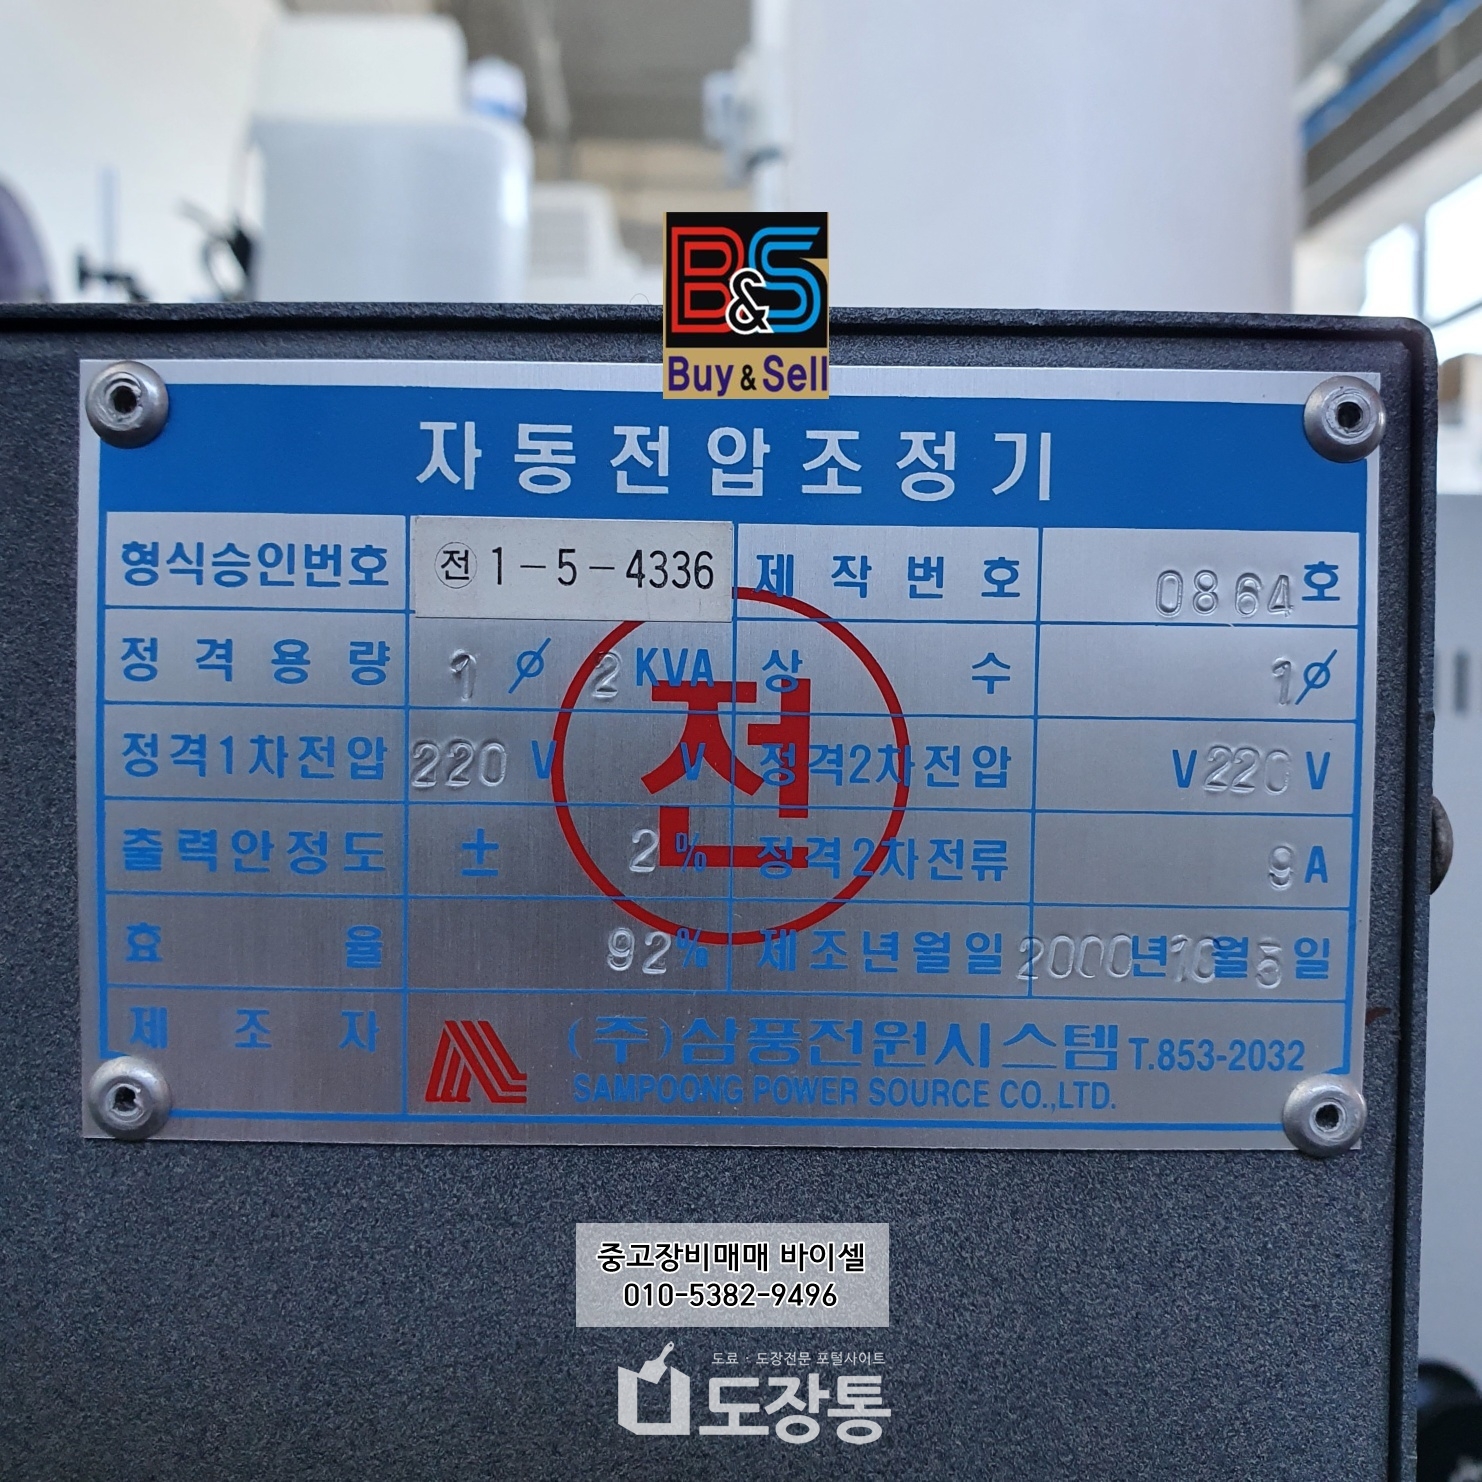 B&S
Buy & Sell
자동전압조정기
형식승인번호 전 1-5-4336 제작번호 0864호
정격용량 1ø 2 KVA 상수 1ø
정격1차전압 220 V V 정격2차전압 V 220 V
전
출력안정도 ± 2% 정격2차전류 9A
효율 92% 제조년월일 2000년 10월 5일
제조자 (주)삼풍전원시스템 T.853-2032
SAMPOONG POWER SOURCE CO.,LTD.
중고장비매매 바이셀
010-5382-9496
도료 · 도장전문 포털사이트
도장통